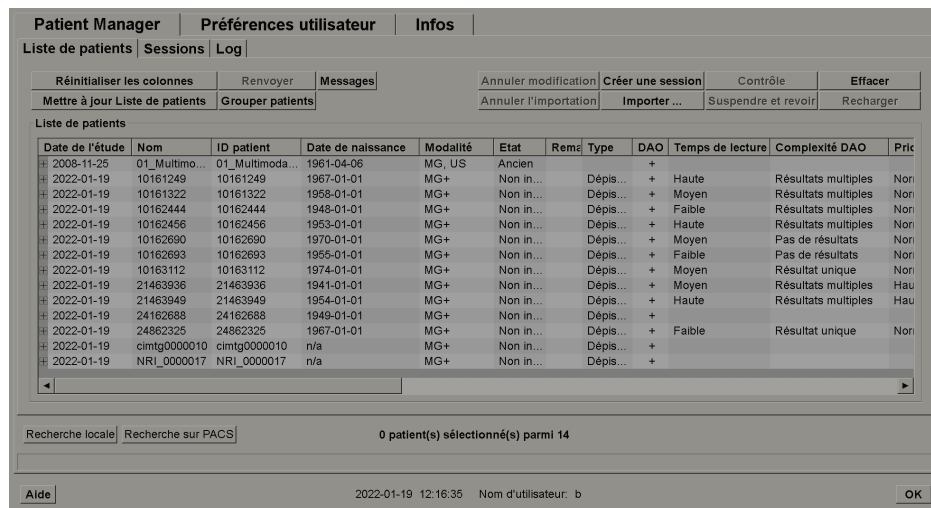 Patient Manager Préférences utilisateur Infos
Liste de patients Sessions Log
Réinitialiser les colonnes Renvoyer Messages Annuler modification Créer une session Contrôle Effacer
Mettre à jour Liste de patients Grouper patients Annuler l'importation Importer ... Suspendre et revoir Recharger
Liste de patients
Date de l'étude Nom ID patient Date de naissance Modalité Etat Rema Type DAO Temps de lecture Complexité DAO Pric
2008-11-25 01_Multimo... 01_Multimoda... 1961-04-06 MG, US Ancien +
2022-01-19 10161249 10161249 1967-01-01 MG+ Non in... Dépis... + Haute Résultats multiples Nor
2022-01-19 10161322 10161322 1958-01-01 MG+ Non in... Dépis... + Moyen Résultats multiples Nor
2022-01-19 10162444 10162444 1948-01-01 MG+ Non in... Dépis... + Faible Résultats multiples Nor
2022-01-19 10162456 10162456 1953-01-01 MG+ Non in... Dépis... + Haute Résultats multiples Nor
2022-01-19 10162690 10162690 1970-01-01 MG+ Non in... Dépis... + Moyen Pas de résultats Nor
2022-01-19 10162693 10162693 1955-01-01 MG+ Non in... Dépis... + Faible Pas de résultats Nor
2022-01-19 10163112 10163112 1974-01-01 MG+ Non in... Dépis... + Moyen Résultat unique Nor
2022-01-19 21463936 21463936 1941-01-01 MG+ Non in... Dépis... + Moyen Résultats multiples Hau
2022-01-19 21463949 21463949 1954-01-01 MG+ Non in... Dépis... + Haute Résultats multiples Hau
2022-01-19 24162688 24162688 1949-01-01 MG+ Non in... Dépis... +
2022-01-19 24862325 24862325 1967-01-01 MG+ Non in... Dépis... + Faible Résultat unique Nor
2022-01-19 cimtg0000010 cimtg0000010 n/a MG+ Non in... Dépis... +
2022-01-19 NRI_0000017 NRI_0000017 n/a MG+ Non in... Dépis... +
Recherche locale Recherche sur PACS 0 patient(s) sélectionné(s) parmi 14
Aide 2022-01-19 12:16:35 Nom d'utilisateur: b OK